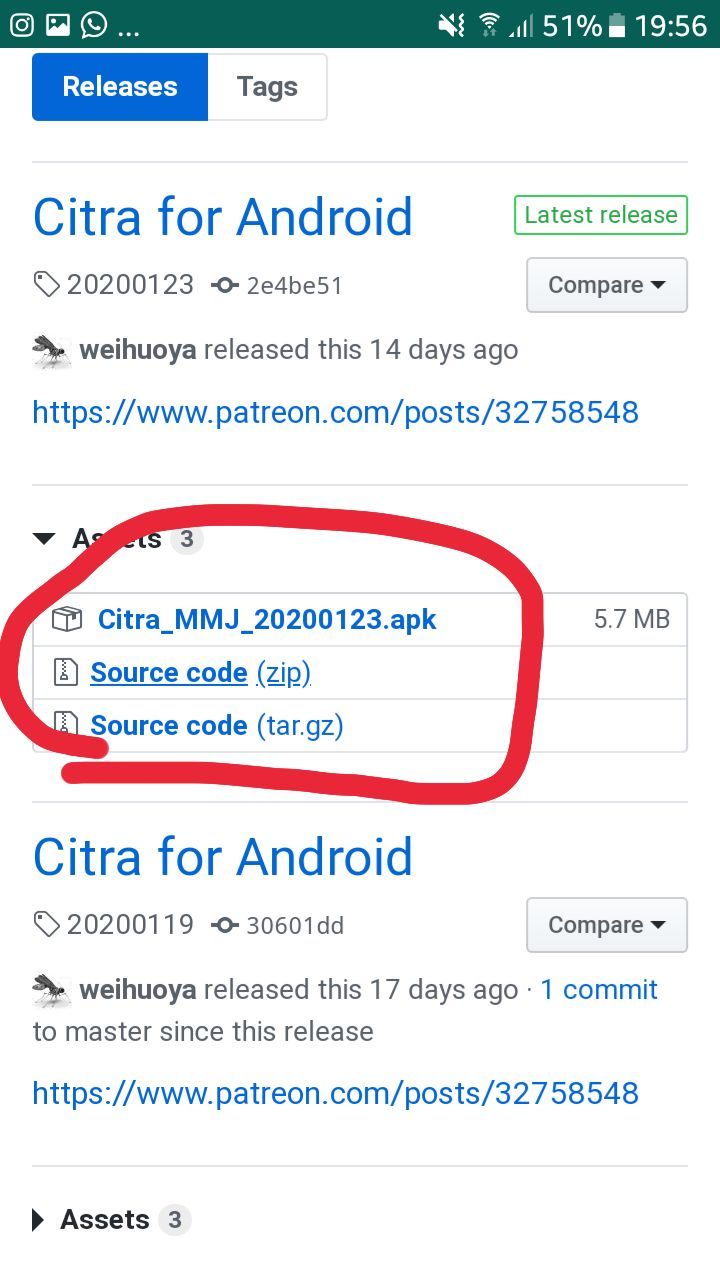 ... 51% 19:56
Releases Tags
Citra for Android Latest release
20200123 2e4be51 Compare
weihuoya released this 14 days ago
https://www.patreon.com/posts/32758548
Assets 3
Citra_MMJ_20200123.apk 5.7 MB
Source code (zip)
Source code (tar.gz)
Citra for Android
20200119 30601dd Compare
weihuoya released this 17 days ago · 1 commit
to master since this release
https://www.patreon.com/posts/32758548
Assets 3